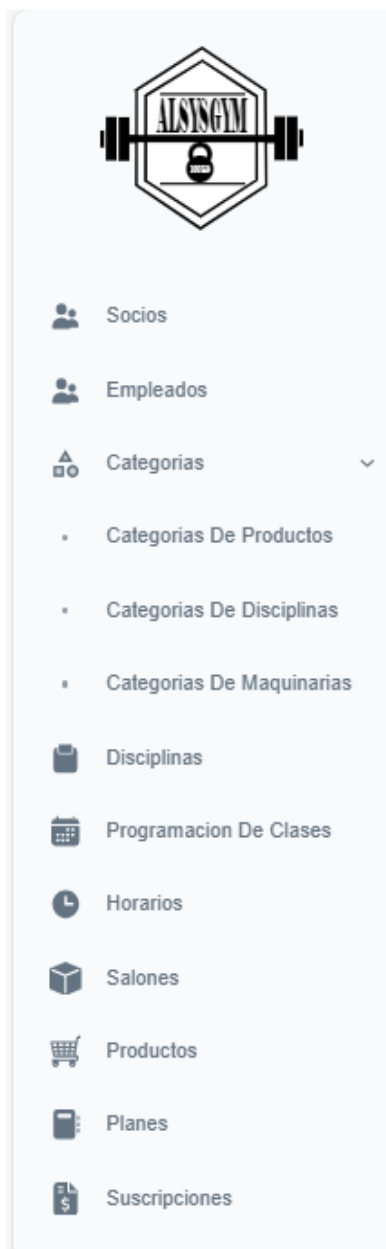 ALSYSGYM
Socios
Empleados
Categorias
Categorias De Productos
Categorias De Disciplinas
Categorias De Maquinarias
Disciplinas
Programacion De Clases
Horarios
Salones
Productos
Planes
Suscripciones